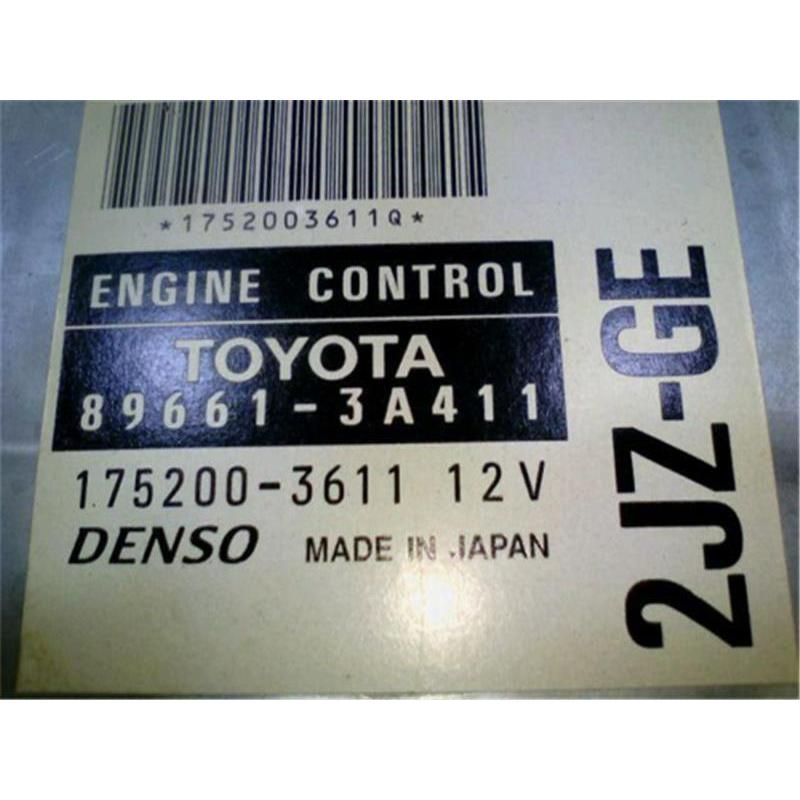 *1752003611Q*
ENGINE CONTROL
TOYOTA
89661-3A411
175200-3611 12V
DENSO MADE IN JAPAN
2JZ-GE